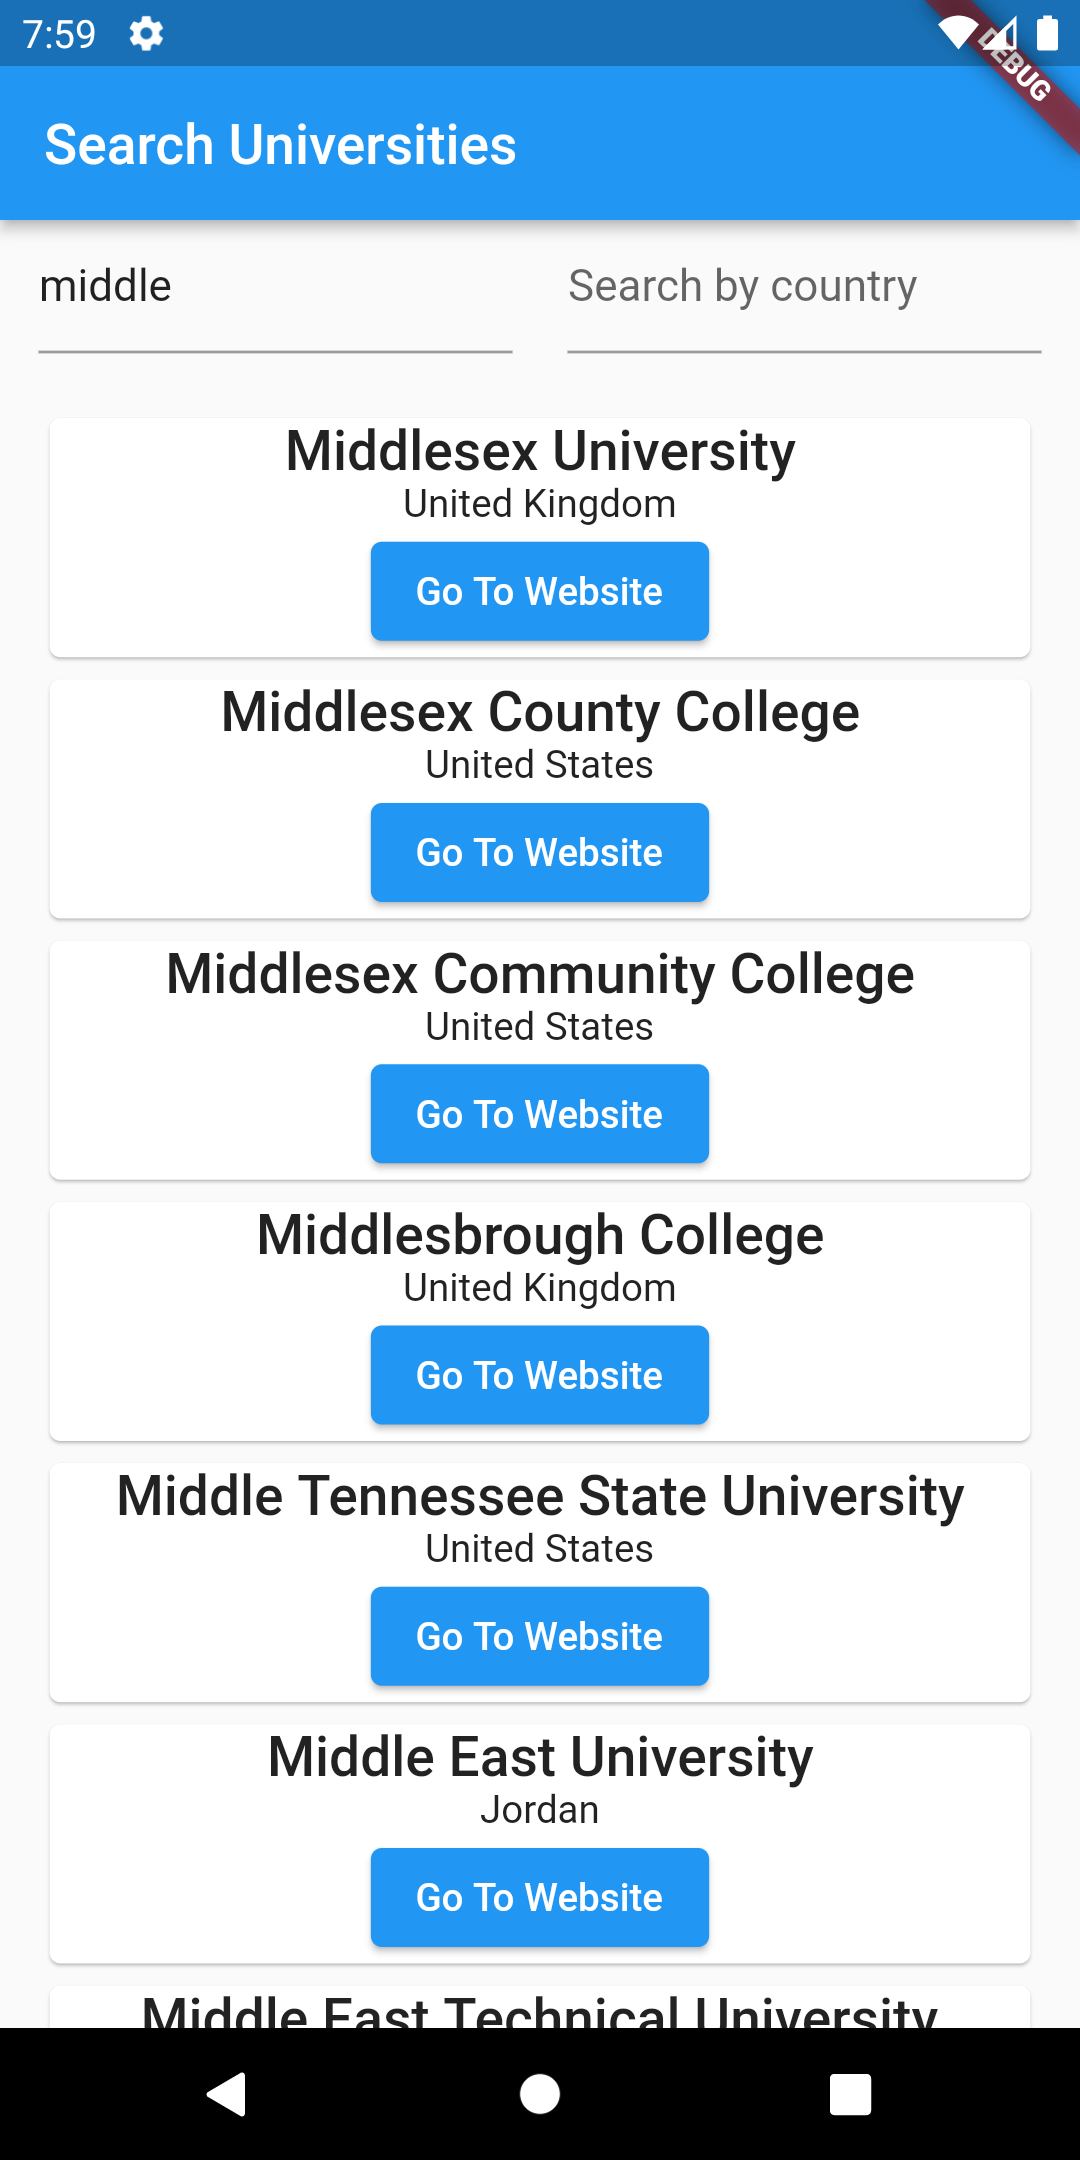 7:59
DEBUG
Search Universities
middle
Search by country
Middlesex University
United Kingdom
Go To Website
Middlesex County College
United States
Go To Website
Middlesex Community College
United States
Go To Website
Middlesbrough College
United Kingdom
Go To Website
Middle Tennessee State University
United States
Go To Website
Middle East University
Jordan
Go To Website
Middle East Technical University